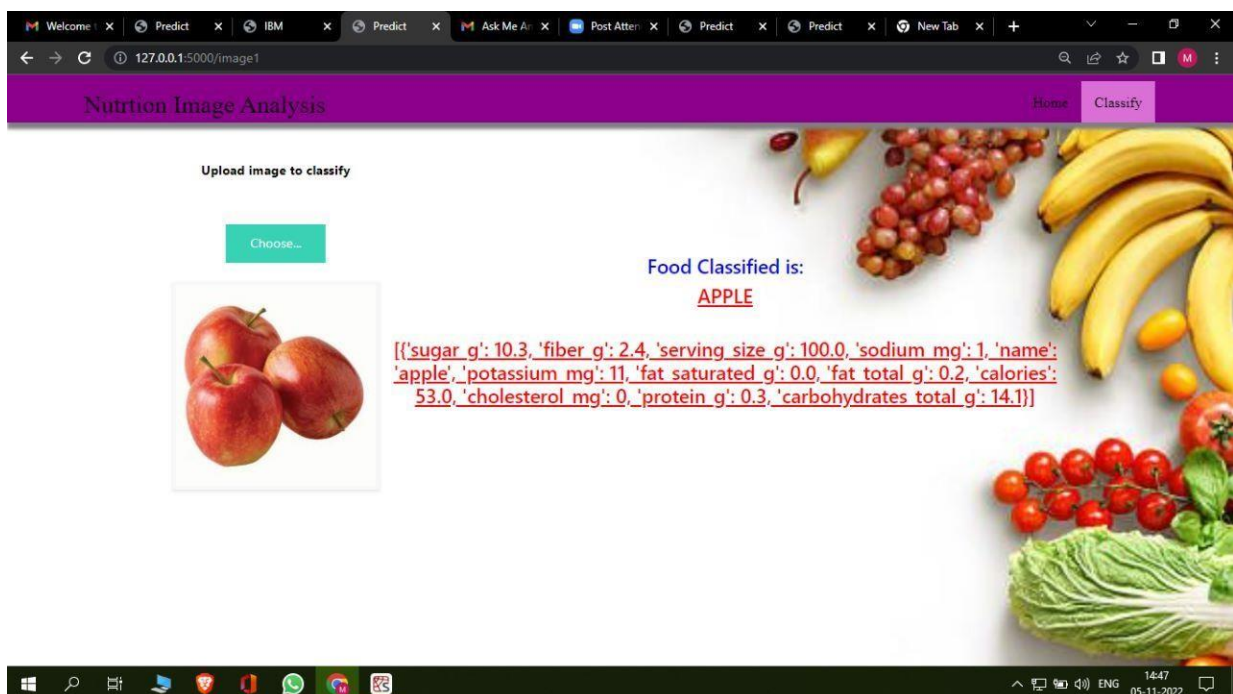 Welcome t
Predict
IBM
Predict
Ask Me An
Post Atten
Predict
Predict
New Tab
127.0.0.1:5000/image1
M
Nutrtion Image Analysis
Home
Classify
Upload image to classify
Choose...
Food Classified is:
APPLE
[{'sugar_g': 10.3, 'fiber_g': 2.4, 'serving_size_g': 100.0, 'sodium_mg': 1, 'name':
'apple', 'potassium_mg': 11, 'fat_saturated_g': 0.0, 'fat_total_g': 0.2, 'calories':
53.0, 'cholesterol_mg': 0, 'protein_g': 0.3, 'carbohydrates_total_g': 14.1}]
ENG
14:47
05-11-2022